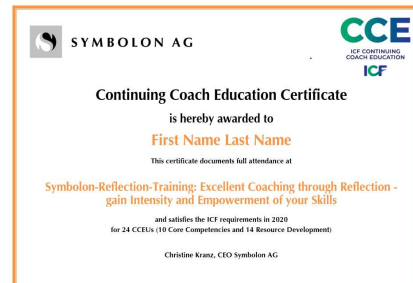 SYMBOLON AG
CCE
ICF CONTINUING
COACH EDUCATION
ICF
Continuing Coach Education Certificate
is hereby awarded to
First Name Last Name
This certificate documents full attendance at
Symbolon-Reflection-Training: Excellent Coaching through Reflection -
gain Intensity and Empowerment of your Skills
and satisfies the ICF requirements in 2020
for 24 CCEUs (10 Core Competencies and 14 Resource Development)
Christine Kranz, CEO Symbolon AG